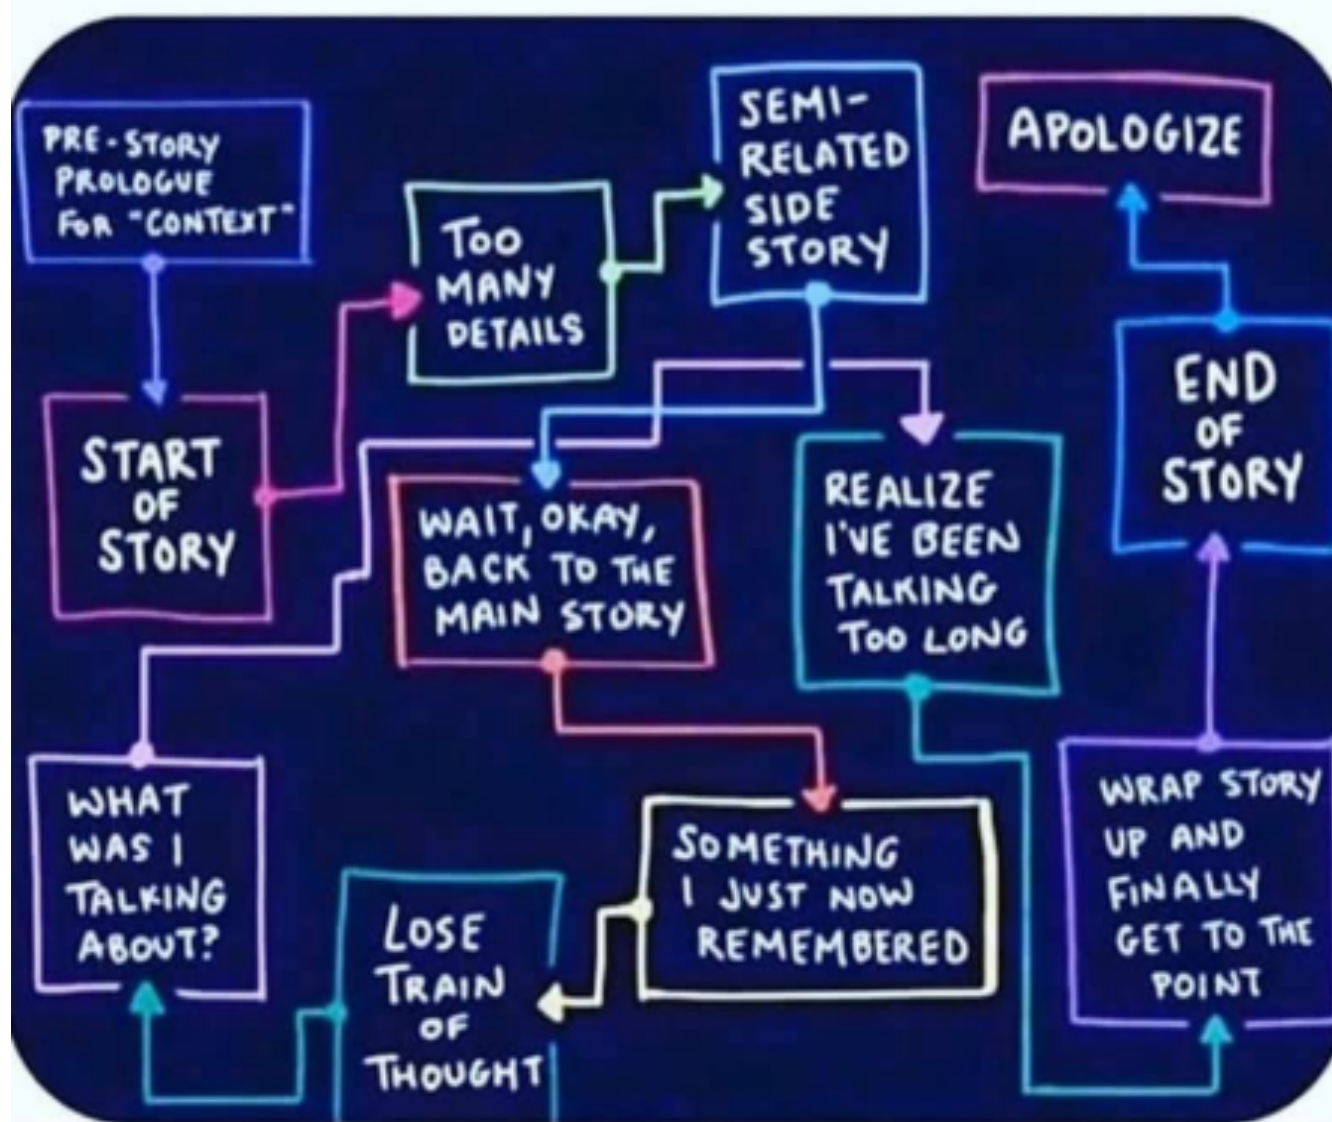 PRE-STORY
PROLOGUE
FOR "CONTEXT"
START
OF
STORY
TOO
MANY
DETAILS
SEMI-
RELATED
SIDE
STORY
WAIT, OKAY,
BACK TO THE
MAIN STORY
SOMETHING
I JUST NOW
REMEMBERED
LOSE
TRAIN
OF
THOUGHT
WHAT
WAS I
TALKING
ABOUT?
REALIZE
I'VE BEEN
TALKING
TOO LONG
WRAP STORY
UP AND
FINALLY
GET TO THE
POINT
END
OF
STORY
APOLOGIZE